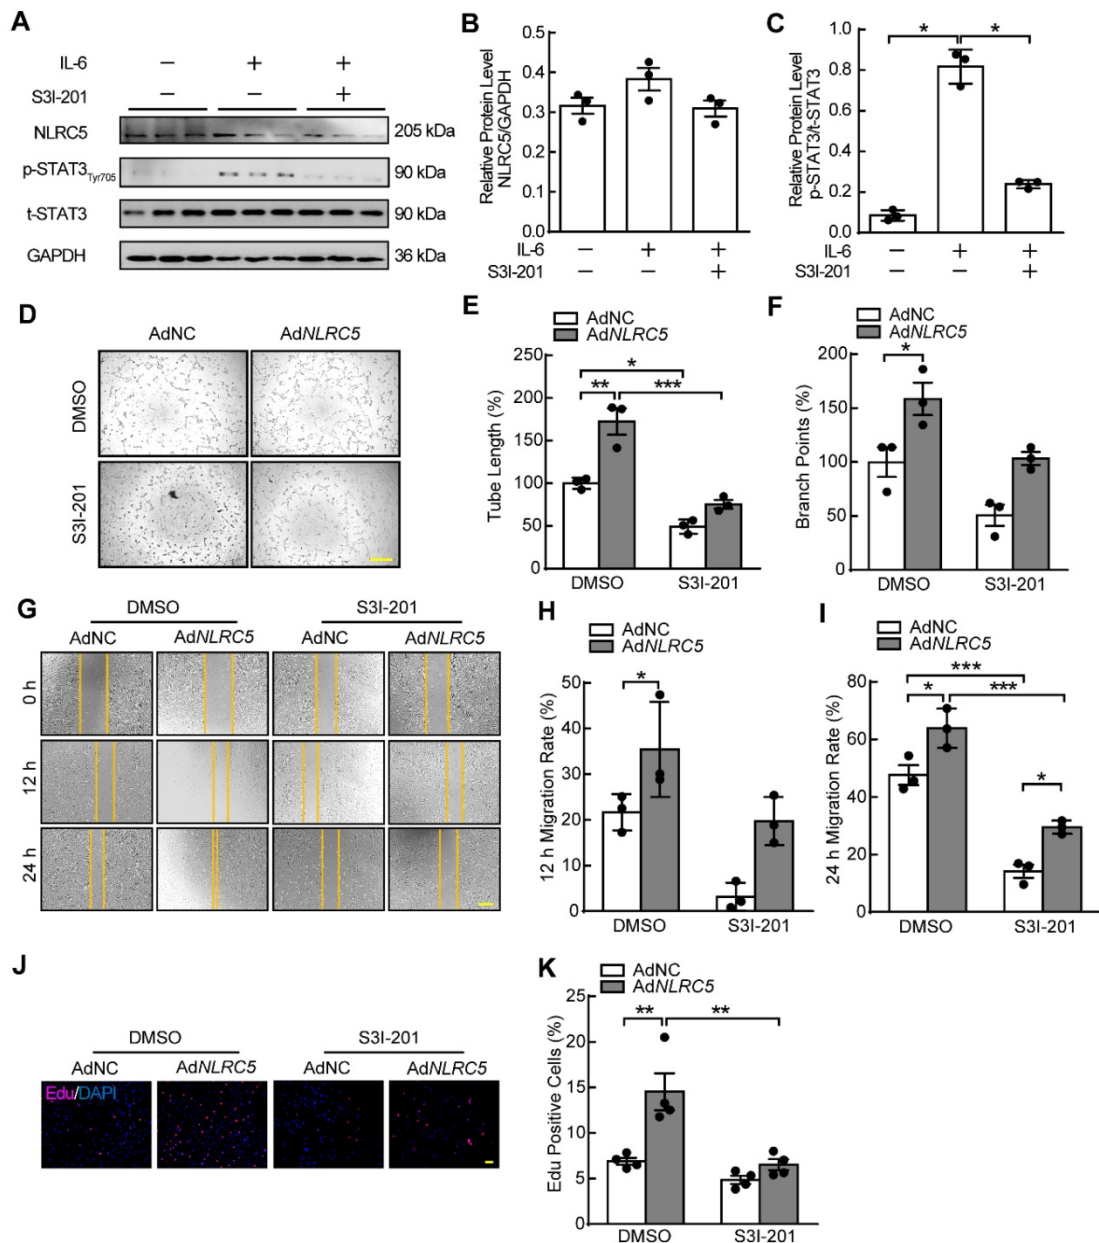 A
IL-6 − + +
S3I-201 − − +
NLRC5 205 kDa
p-STAT3Tyr705 90 kDa
t-STAT3 90 kDa
GAPDH 36 kDa
B
Relative Protein Level
NLRC5/GAPDH
0.5
0.4
0.3
0.2
0.1
0.0
IL-6 − + +
S3I-201 − − +
C
Relative Protein Level
p-STAT3/t-STAT3
* *
1.0
0.8
0.6
0.4
0.2
0.0
IL-6 − + +
S3I-201 − − +
D
AdNC AdNLRC5
DMSO
S3I-201
E
AdNC
AdNLRC5
Tube Length (%)
250
200
150
100
50
0
*
** ***
DMSO S3I-201
F
AdNC
AdNLRC5
Branch Points (%)
200
150
100
50
0
*
DMSO S3I-201
G
DMSO S3I-201
AdNC AdNLRC5 AdNC AdNLRC5
0 h
12 h
24 h
H
AdNC
AdNLRC5
12 h Migration Rate (%)
50
40
30
20
10
0
*
DMSO S3I-201
I
AdNC
AdNLRC5
24 h Migration Rate (%)
80
60
40
20
0
***
* ***
*
DMSO S3I-201
J
DMSO S3I-201
AdNC AdNLRC5 AdNC AdNLRC5
Edu/DAPI
K
AdNC
AdNLRC5
Edu Positive Cells (%)
25
20
15
10
5
0
** **
DMSO S3I-201